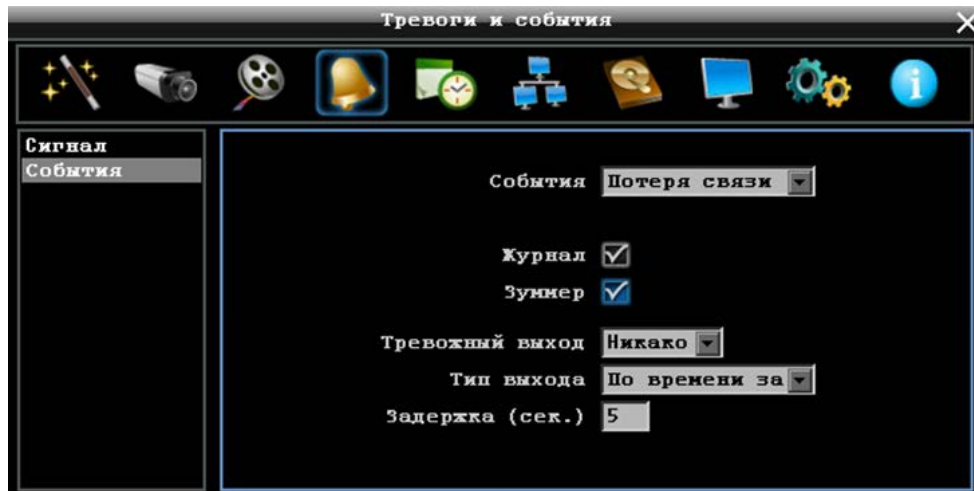 Тревоги и события
Сигнал
События
События Потеря связи
Журнал
Зуммер
Тревожный выход Никако
Тип выхода По времени за
Задержка (сек.) 5